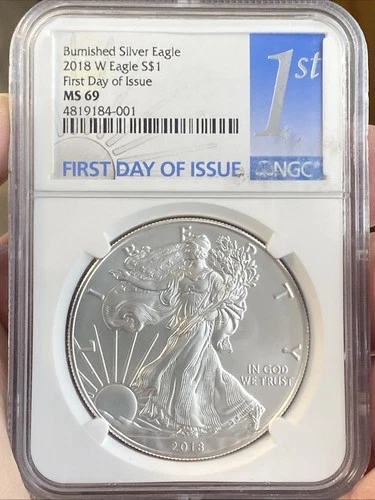 Burnished Silver Eagle
2018 W Eagle S$1
First Day of Issue
MS 69
4819184-001
1st
FIRST DAY OF ISSUE
NGC
LIBERTY
IN GOD
WE TRUST
2018